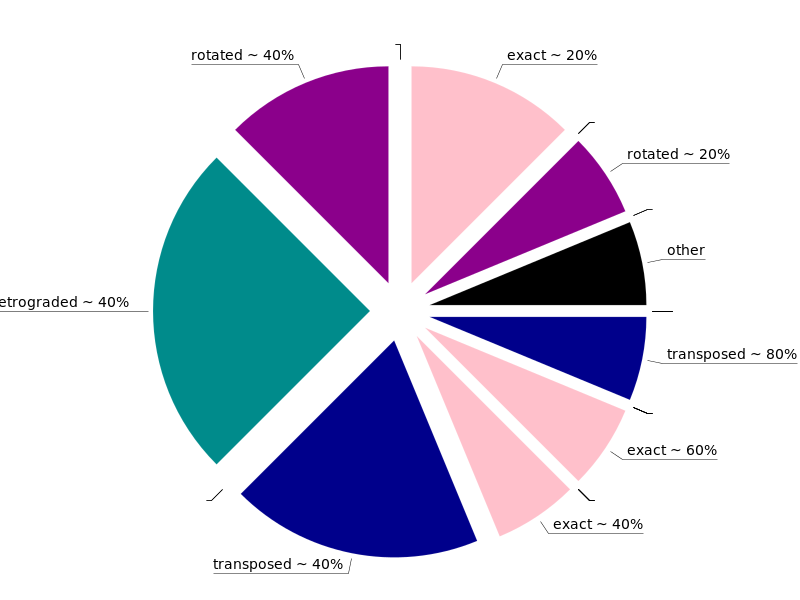 rotated ~ 40%
exact ~ 20%
rotated ~ 20%
other
etrograded ~ 40%
transposed ~ 80%
exact ~ 60%
exact ~ 40%
transposed ~ 40%